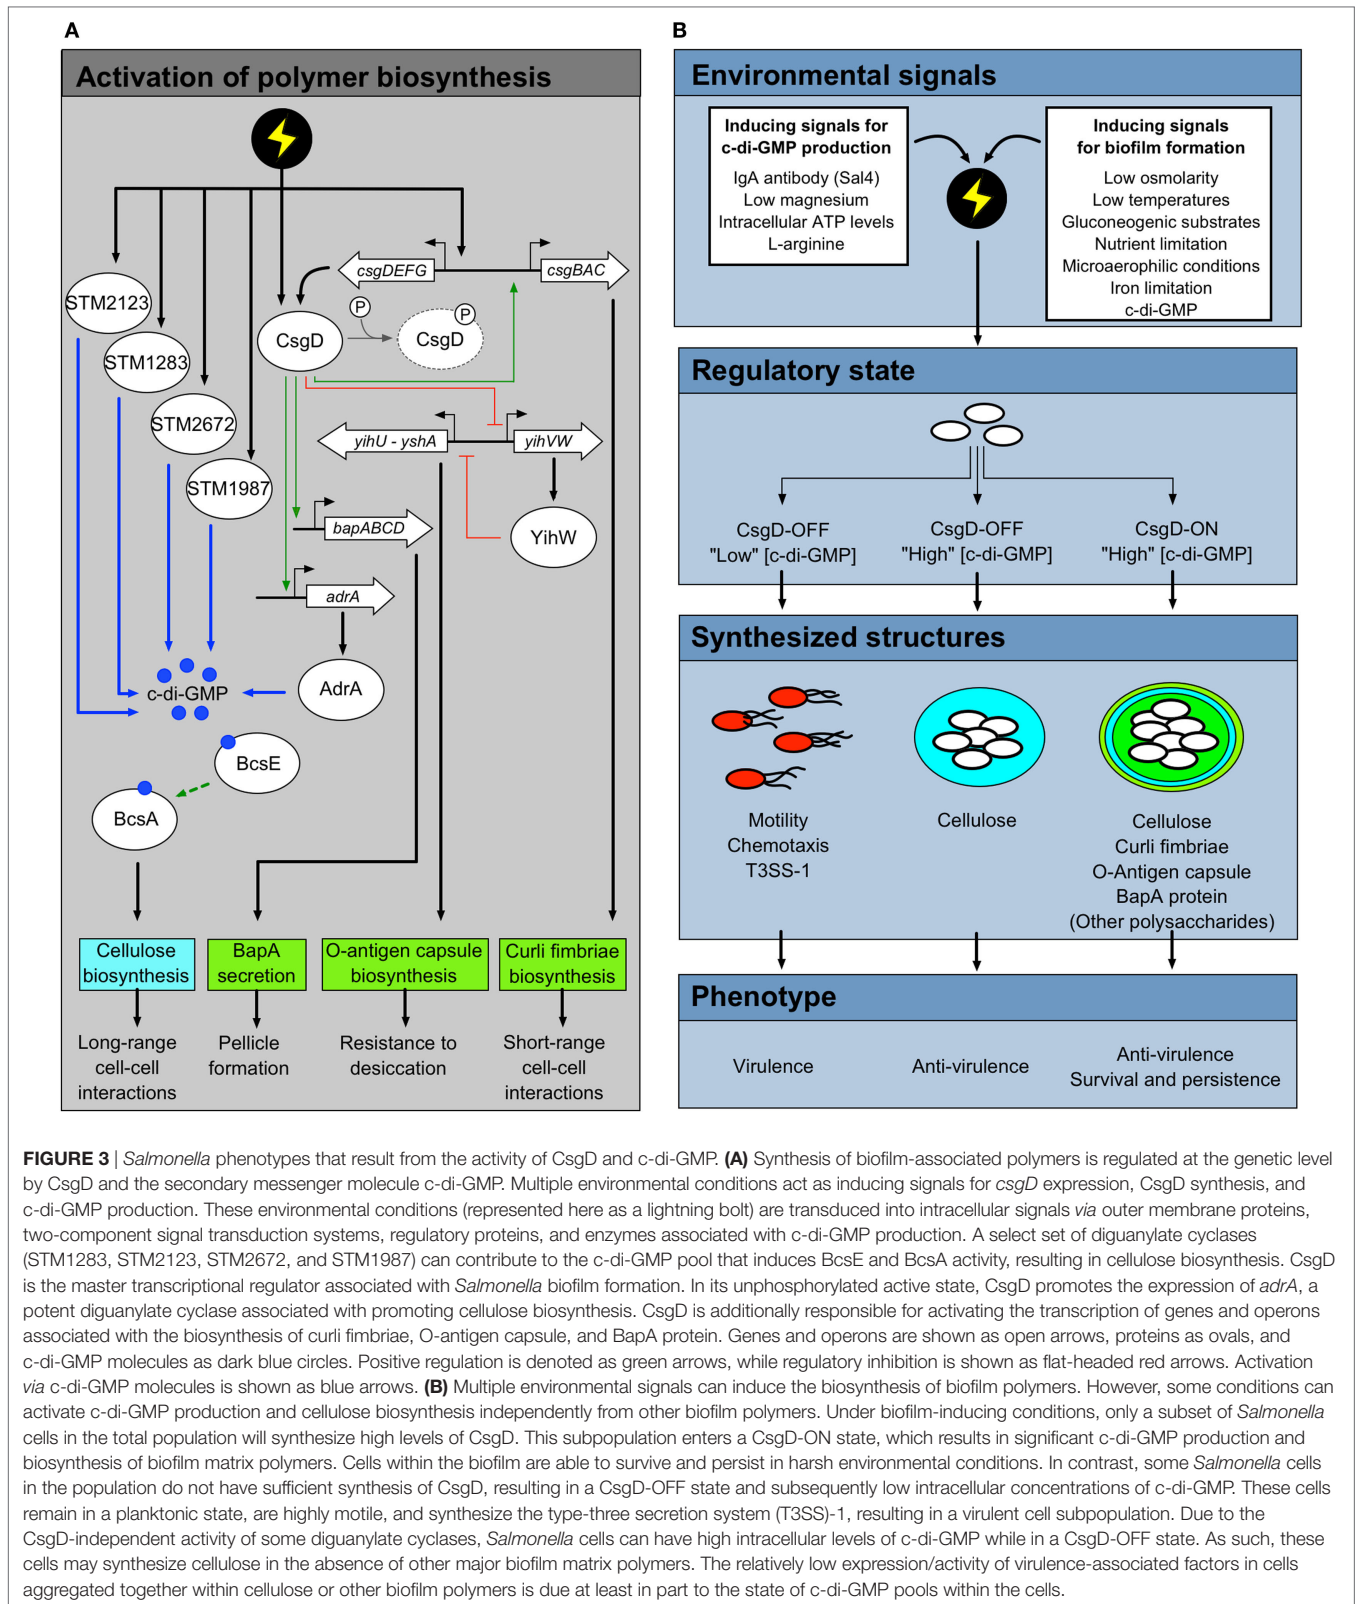 A
Activation of polymer biosynthesis
csgDEFG
csgBAC
STM2123
P
P
CsgD
CsgD
STM1283
STM2672
yihU - yshA
yihVW
STM1987
bapABCD
YihW
adrA
c-di-GMP
AdrA
BcsE
BcsA
Cellulose
biosynthesis
BapA
secretion
O-antigen capsule
biosynthesis
Curli fimbriae
biosynthesis
Long-range
cell-cell
interactions
Pellicle
formation
Resistance to
desiccation
Short-range
cell-cell
interactions
B
Environmental signals
Inducing signals for
c-di-GMP production
IgA antibody (Sal4)
Low magnesium
Intracellular ATP levels
L-arginine
Inducing signals
for biofilm formation
Low osmolarity
Low temperatures
Gluconeogenic substrates
Nutrient limitation
Microaerophilic conditions
Iron limitation
c-di-GMP
Regulatory state
CsgD-OFF
"Low" [c-di-GMP]
CsgD-OFF
"High" [c-di-GMP]
CsgD-ON
"High" [c-di-GMP]
Synthesized structures
Motility
Chemotaxis
T3SS-1
Cellulose
Cellulose
Curli fimbriae
O-Antigen capsule
BapA protein
(Other polysaccharides)
Phenotype
Virulence
Anti-virulence
Anti-virulence
Survival and persistence
FIGURE 3 | Salmonella phenotypes that result from the activity of CsgD and c-di-GMP. (A) Synthesis of biofilm-associated polymers is regulated at the genetic level
by CsgD and the secondary messenger molecule c-di-GMP. Multiple environmental conditions act as inducing signals for csgD expression, CsgD synthesis, and
c-di-GMP production. These environmental conditions (represented here as a lightning bolt) are transduced into intracellular signals via outer membrane proteins,
two-component signal transduction systems, regulatory proteins, and enzymes associated with c-di-GMP production. A select set of diguanylate cyclases
(STM1283, STM2123, STM2672, and STM1987) can contribute to the c-di-GMP pool that induces BcsE and BcsA activity, resulting in cellulose biosynthesis. CsgD
is the master transcriptional regulator associated with Salmonella biofilm formation. In its unphosphorylated active state, CsgD promotes the expression of adrA, a
potent diguanylate cyclase associated with promoting cellulose biosynthesis. CsgD is additionally responsible for activating the transcription of genes and operons
associated with the biosynthesis of curli fimbriae, O-antigen capsule, and BapA protein. Genes and operons are shown as open arrows, proteins as ovals, and
c-di-GMP molecules as dark blue circles. Positive regulation is denoted as green arrows, while regulatory inhibition is shown as flat-headed red arrows. Activation
via c-di-GMP molecules is shown as blue arrows. (B) Multiple environmental signals can induce the biosynthesis of biofilm polymers. However, some conditions can
activate c-di-GMP production and cellulose biosynthesis independently from other biofilm polymers. Under biofilm-inducing conditions, only a subset of Salmonella
cells in the total population will synthesize high levels of CsgD. This subpopulation enters a CsgD-ON state, which results in significant c-di-GMP production and
biosynthesis of biofilm matrix polymers. Cells within the biofilm are able to survive and persist in harsh environmental conditions. In contrast, some Salmonella cells
in the population do not have sufficient synthesis of CsgD, resulting in a CsgD-OFF state and subsequently low intracellular concentrations of c-di-GMP. These cells
remain in a planktonic state, are highly motile, and synthesize the type-three secretion system (T3SS)-1, resulting in a virulent cell subpopulation. Due to the
CsgD-independent activity of some diguanylate cyclases, Salmonella cells can have high intracellular levels of c-di-GMP while in a CsgD-OFF state. As such, these
cells may synthesize cellulose in the absence of other major biofilm matrix polymers. The relatively low expression/activity of virulence-associated factors in cells
aggregated together within cellulose or other biofilm polymers is due at least in part to the state of c-di-GMP pools within the cells.